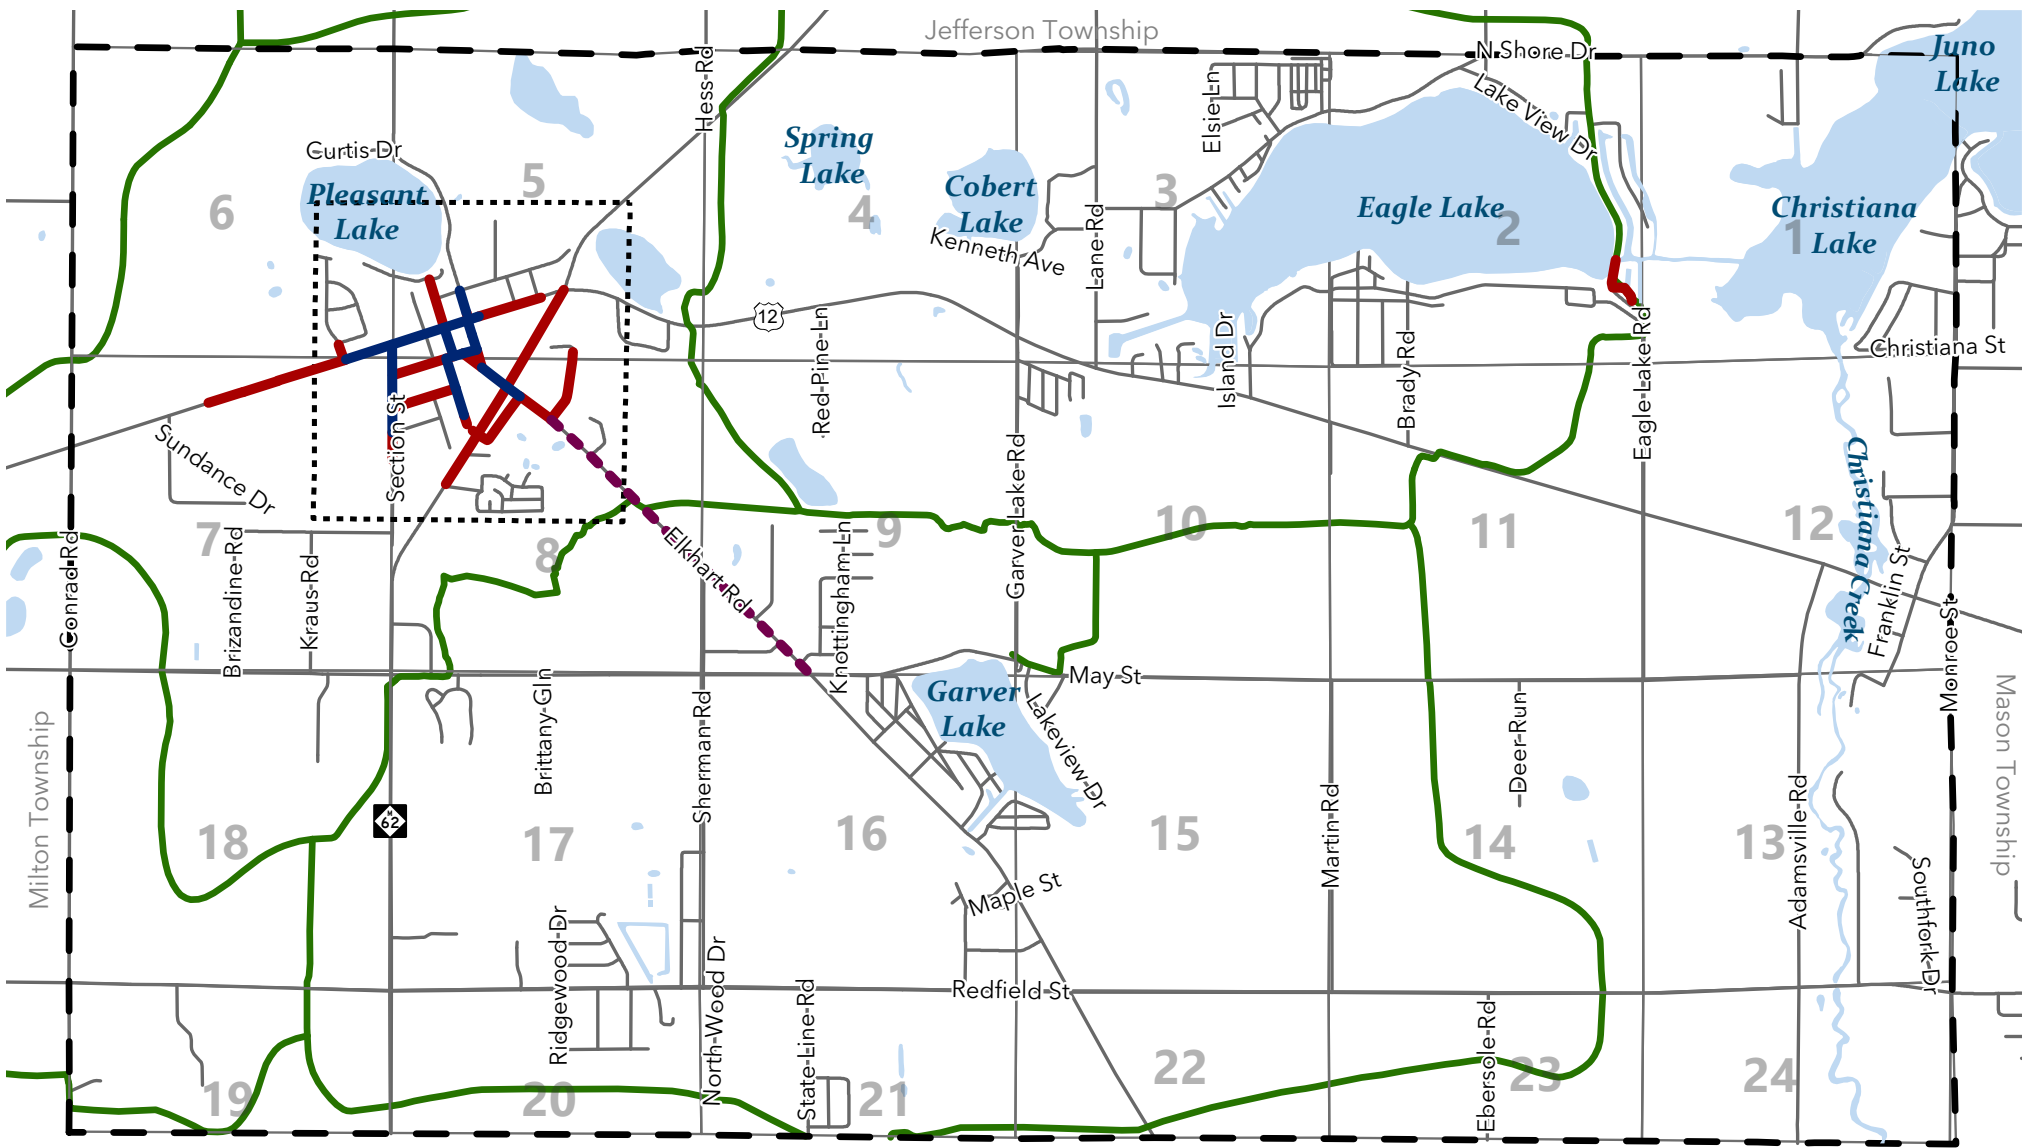 Jefferson Township
Juno
Lake
N Shore Dr
Hess Rd
Elsie Ln
Lake View Dr
Curtis Dr
Spring
Lake
Pleasant
Lake
5
6
4
Cobert
Lake
Kenneth Ave
Lane Rd
3
Eagle Lake
2
Christiana
Lake
1
12
Red Pine Ln
Island Dr
Brady Rd
Eagle Lake Rd
Christiana St
Sundance Dr
Section St
Garver Lake Rd
Christiana Creek
7
8
9
10
11
12
Conrad Rd
Brizandine Rd
Kraus Rd
Elkhart Rd
Knottingham Ln
Franklin St
Monroe St
May St
Garver
Lake
Lakeview Dr
Brittany Gln
Sherman Rd
Deer Run
Martin Rd
Adamsville Rd
Milton Township
Mason Township
M
62
18
17
16
15
14
13
Maple St
Southfork Dr
Ridgewood Dr
North Wood Dr
State Line Rd
Redfield St
Ebersole Rd
19
20
21
22
23
24